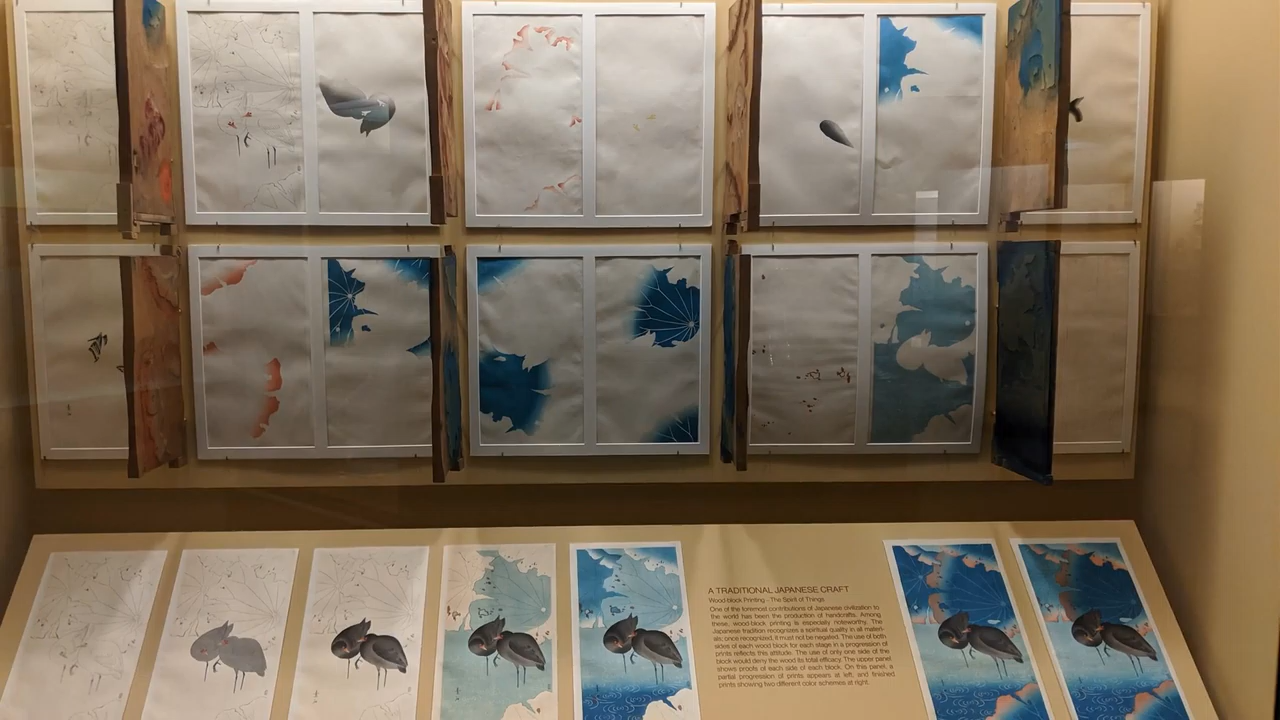 A TRADITIONAL JAPANESE CRAFT
Wood-block Printing - The Spirit of Things
One of the foremost contributions of Japanese civilization to
the world has been the production of handcrafts. Among
these, wood-block printing is especially noteworthy. The
Japanese tradition recognizes a spiritual quality in all materi-
als; once recognized, it must not be negated. The use of both
sides of each wood block for each stage in a progression of
prints reflects this attitude. The use of only one side of the
block would deny the wood its total efficacy. The upper panel
shows proofs of each side of each block. On this panel, a
partial progression of prints appears at left, and finished
prints showing two different color schemes at right.